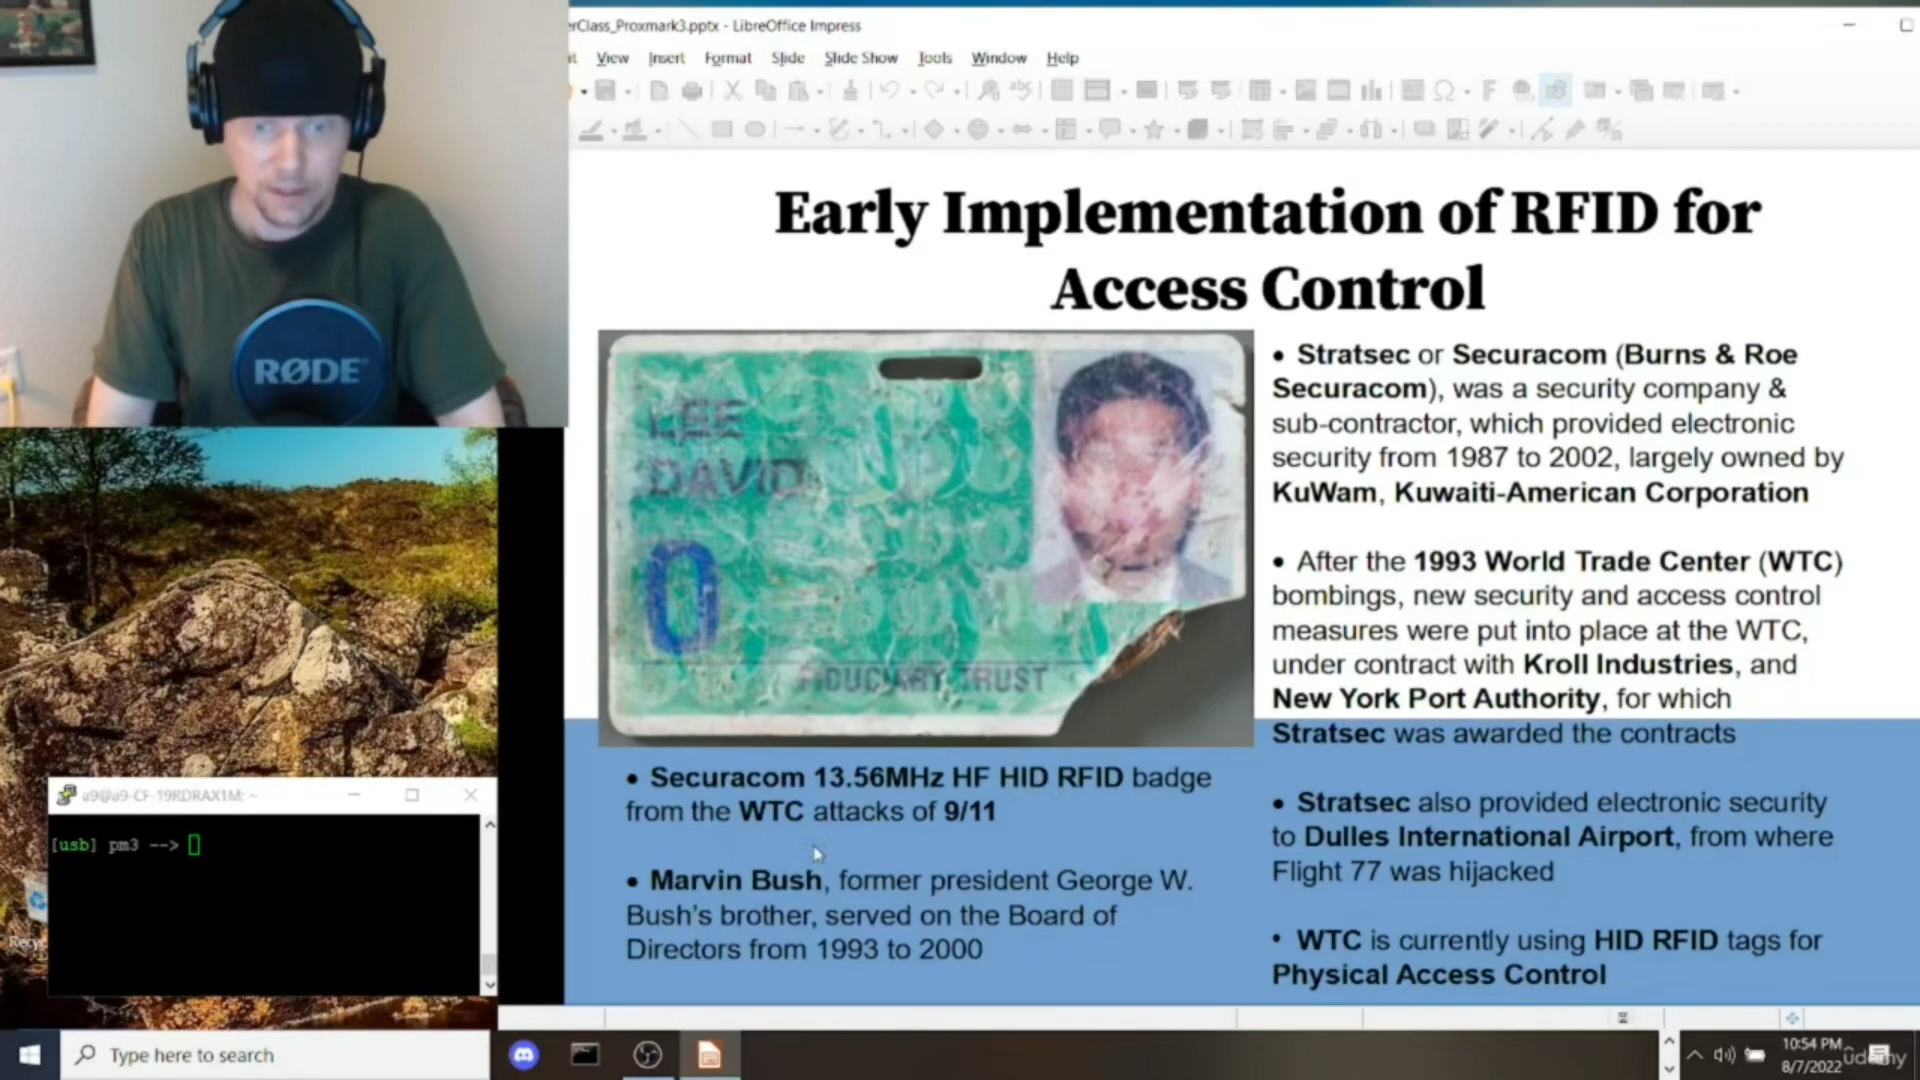 erClass_Proxmark3.pptx - LibreOffice Impress
View Insert Format Slide Slide Show Tools Window Help
Early Implementation of RFID for
Access Control
RØDE
LEE
DAVID
0
FIDUCIARY TRUST
• Securacom 13.56MHz HF HID RFID badge
from the WTC attacks of 9/11
• Marvin Bush, former president George W.
Bush's brother, served on the Board of
Directors from 1993 to 2000
• Stratsec or Securacom (Burns & Roe
Securacom), was a security company &
sub-contractor, which provided electronic
security from 1987 to 2002, largely owned by
KuWam, Kuwaiti-American Corporation
• After the 1993 World Trade Center (WTC)
bombings, new security and access control
measures were put into place at the WTC,
under contract with Kroll Industries, and
New York Port Authority, for which
Stratsec was awarded the contracts
• Stratsec also provided electronic security
to Dulles International Airport, from where
Flight 77 was hijacked
• WTC is currently using HID RFID tags for
Physical Access Control
a9@a9-CF-19RDRAX1M: ~
[usb] pm3 -->
Recyc
Type here to search
10:54 PM
8/7/2022
ûdemy